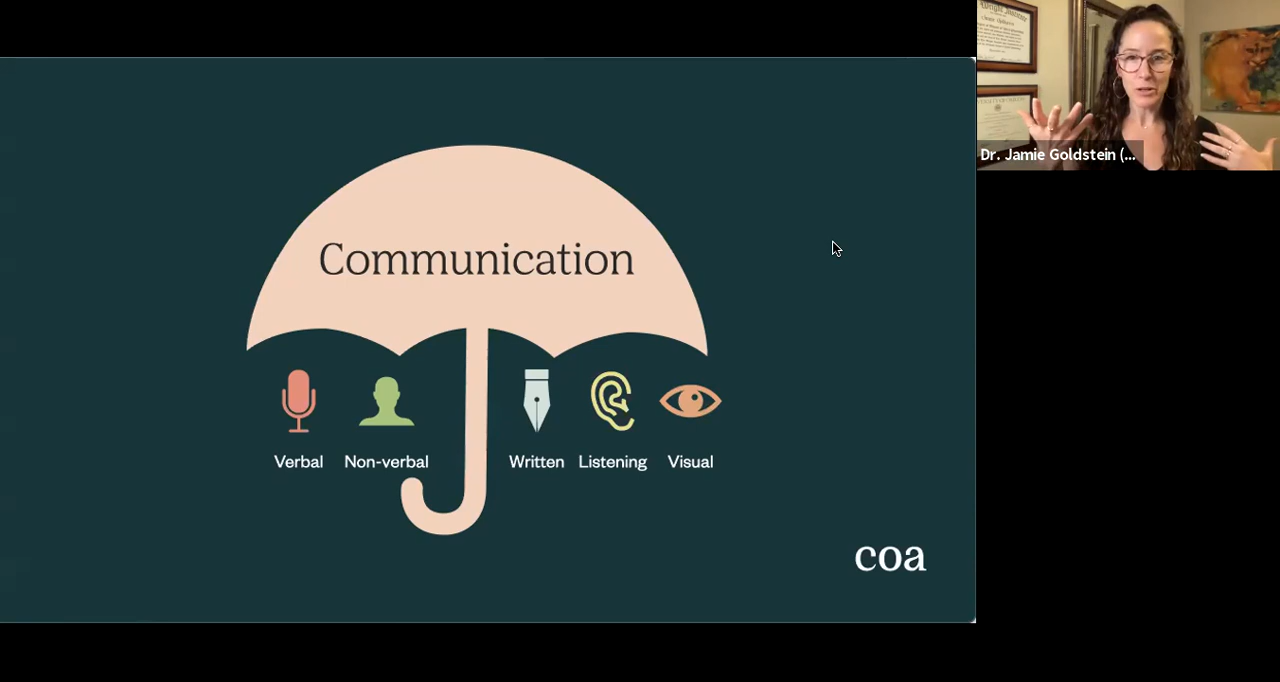 Communication
Verbal
Non-verbal
Written
Listening
Visual
coa
Dr. Jamie Goldstein (...